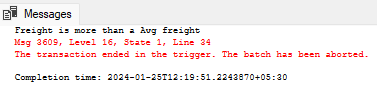 Messages
Freight is more than a Avg freight
Msg 3609, Level 16, State 1, Line 34
The transaction ended in the trigger. The batch has been aborted.
Completion time: 2024-01-25T12:19:51.2243870+05:30